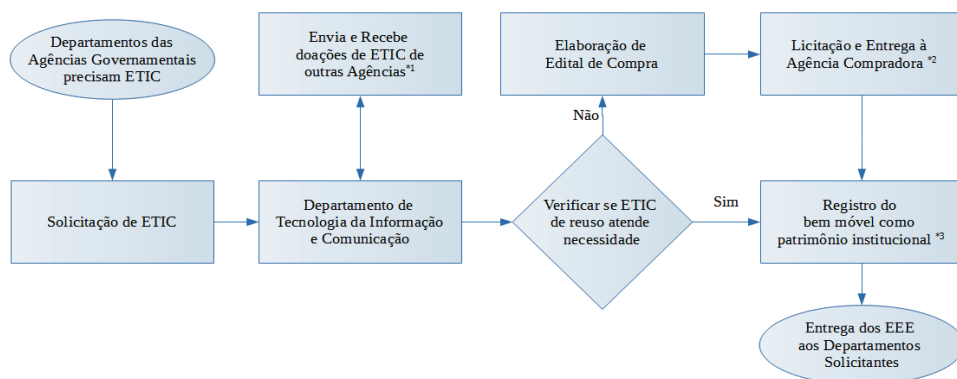 Departamentos das
Agências Governamentais
precisam ETIC
Envia e Recebe
doações de ETIC de
outras Agências*1
Elaboração de
Edital de Compra
Licitação e Entrega à
Agência Compradora *2
Não
Solicitação de ETIC
Departamento de
Tecnologia da Informação
e Comunicação
Verificar se ETIC
de reuso atende
necessidade
Sim
Registro do
bem móvel como
patrimônio institucional *3
Entrega dos EEE
aos Departamentos
Solicitantes